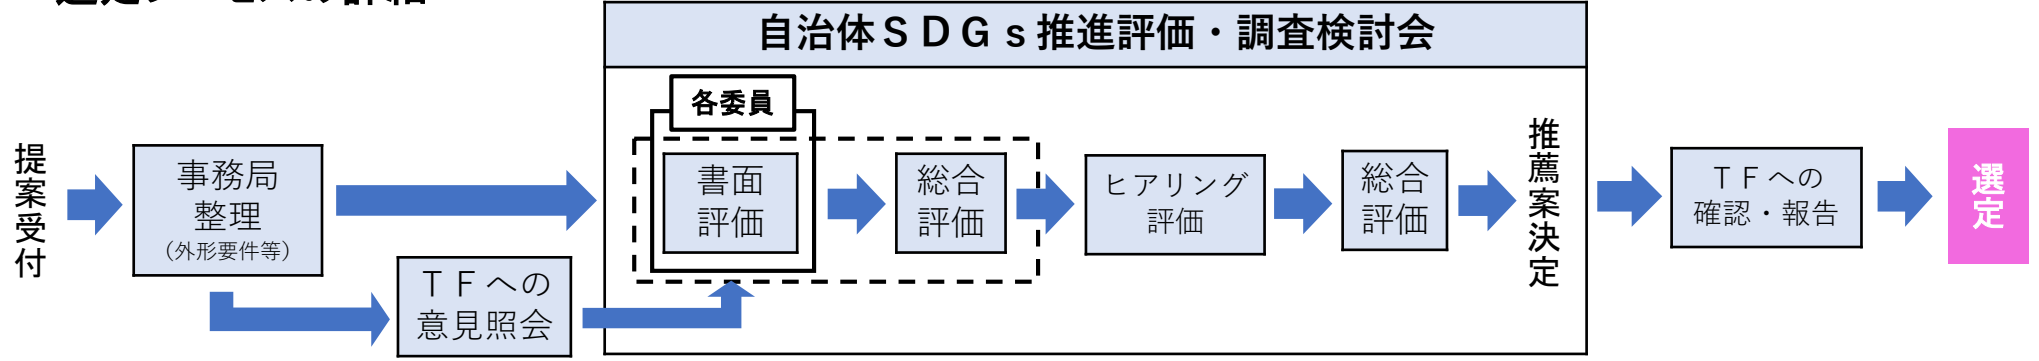 自治体ＳＤＧｓ推進評価・調査検討会
各委員
提案受付
事務局
整理
（外形要件等）
ＴＦへの
意見照会
書面
評価
総合
評価
ヒアリング
評価
総合
評価
推薦案決定
ＴＦへの
確認・報告
選定